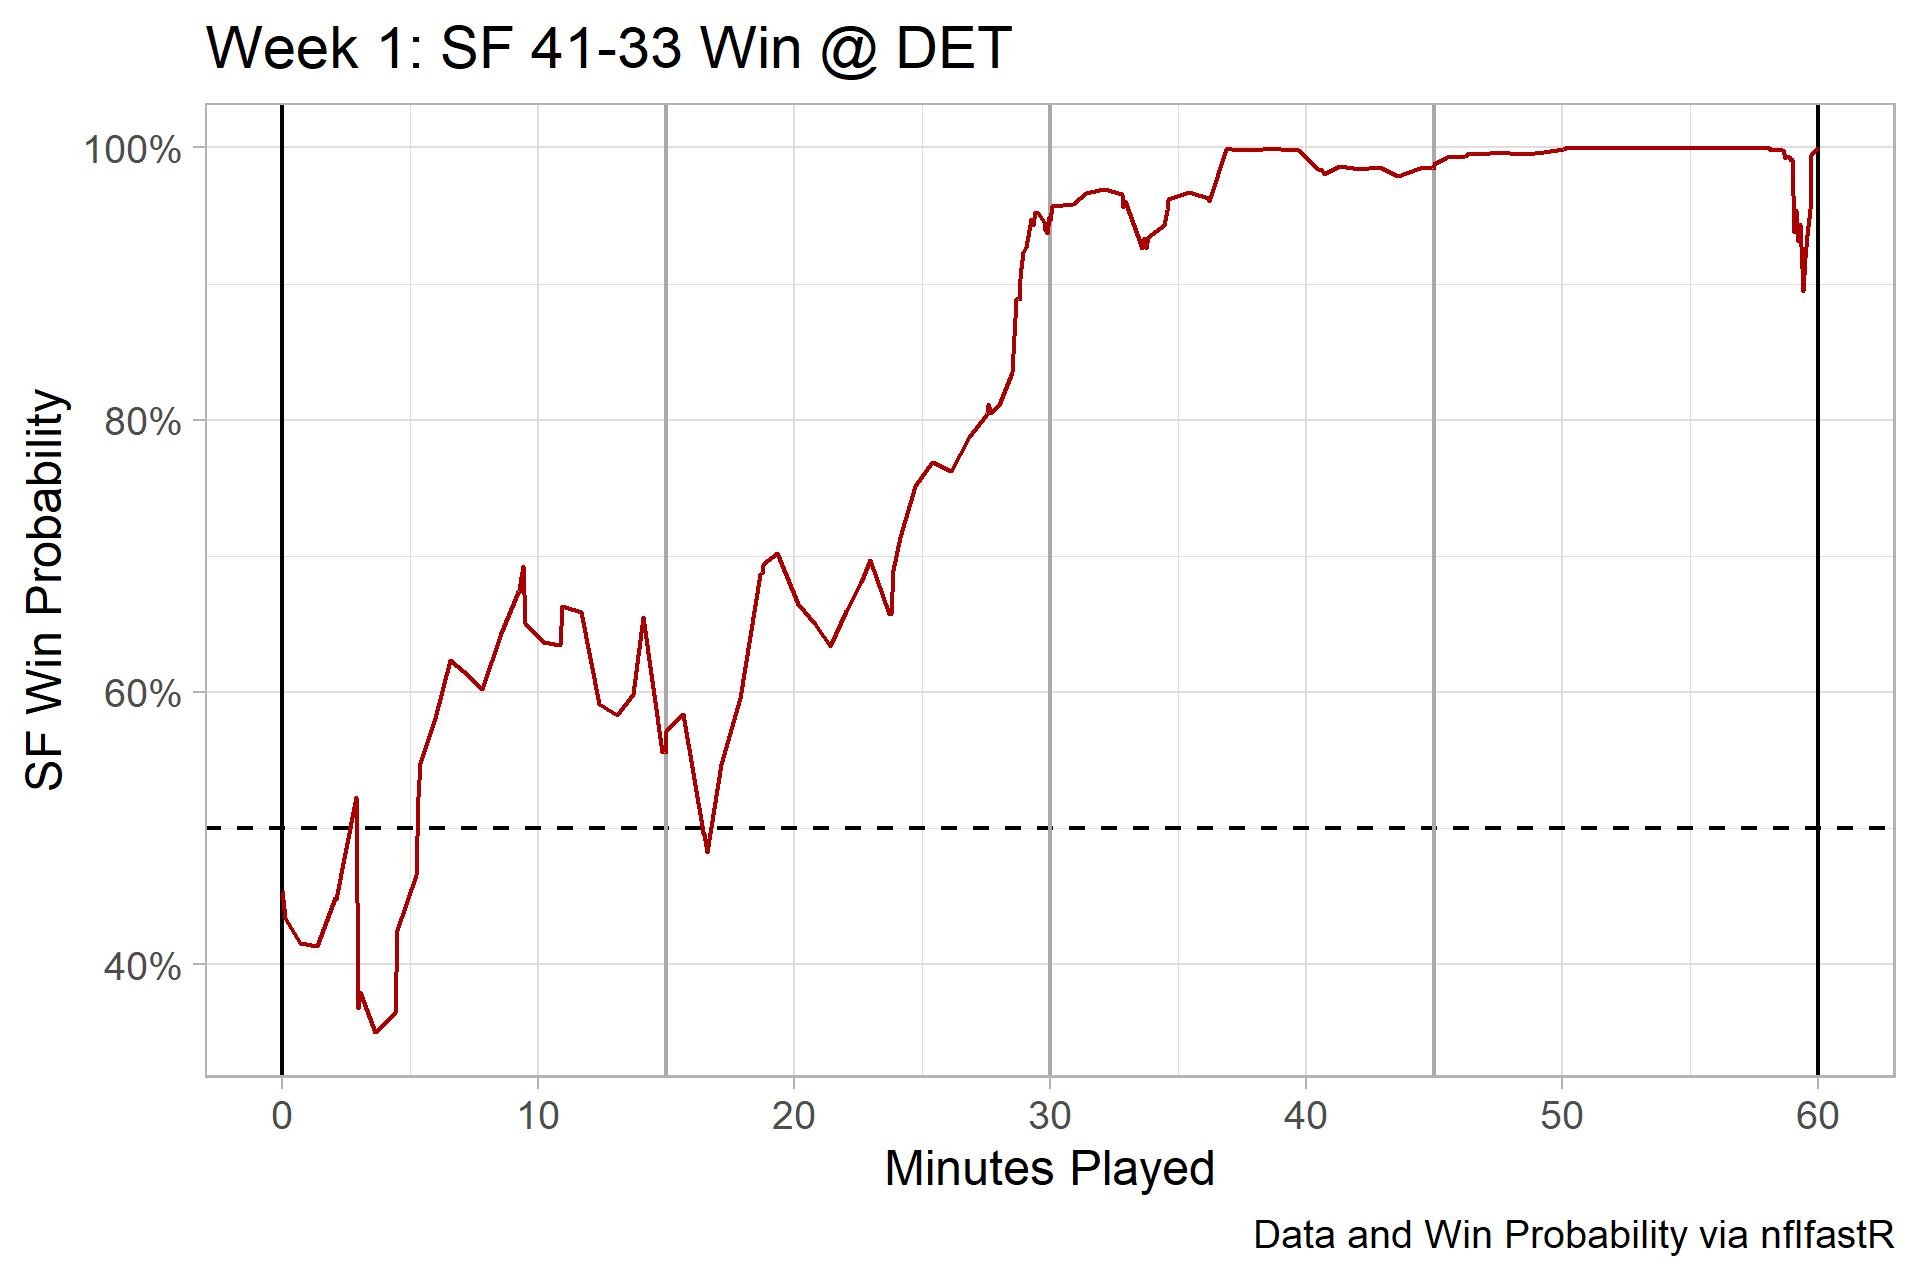 Week 1: SF 41-33 Win @ DET
100%
80%
60%
40%
SF Win Probability
0 10 20 30 40 50 60
Minutes Played
Data and Win Probability via nflfastR